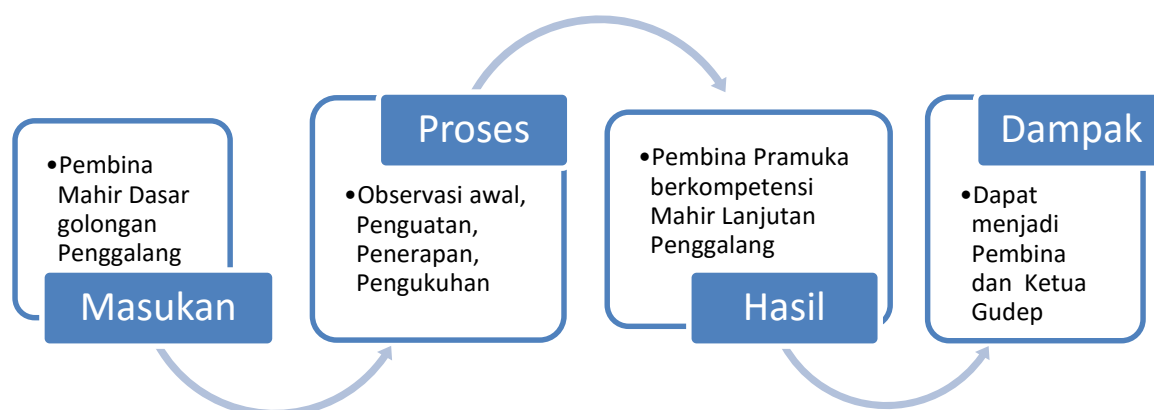 •Pembina
Mahir Dasar
golongan
Penggalang
Masukan
Proses
•Observasi awal,
Penguatan,
Penerapan,
Pengukuhan
•Pembina Pramuka
berkompetensi
Mahir Lanjutan
Penggalang
Hasil
Dampak
•Dapat
menjadi
Pembina
dan Ketua
Gudep